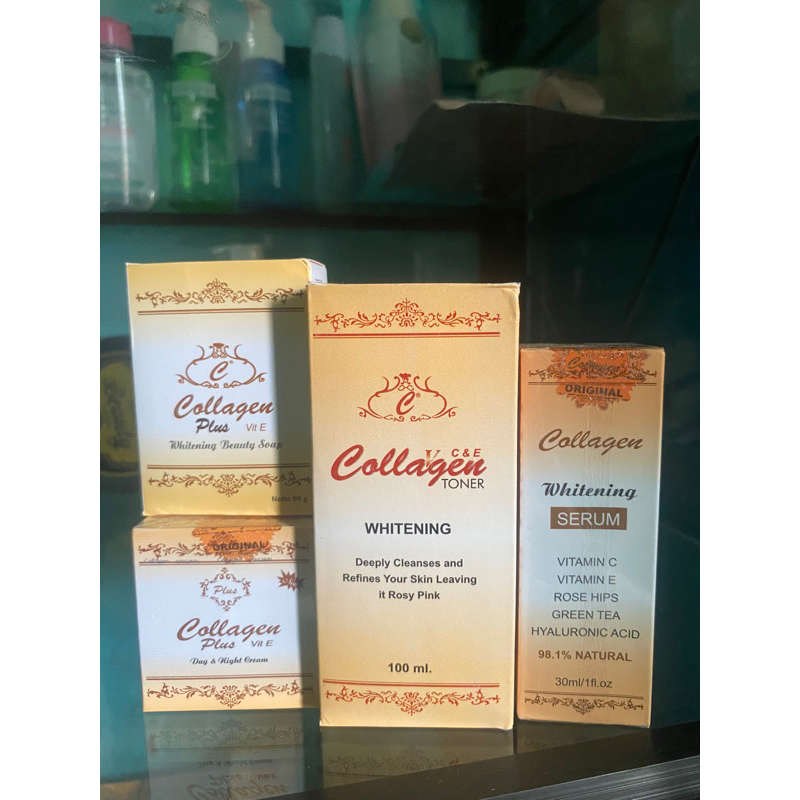 C®
Collagen
Plus Vit E
Whitening Beauty Soap
Netto 90 g
ORIGINAL
Plus
Collagen
Plus Vit E
Day & Night Cream
C®
C & E
Collagen
TONER
WHITENING
Deeply Cleanses and
Refines Your Skin Leaving
it Rosy Pink
100 ml.
Collagen
ORIGINAL
Collagen
Whitening
SERUM
VITAMIN C
VITAMIN E
ROSE HIPS
GREEN TEA
HYALURONIC ACID
98.1% NATURAL
30ml/1fl.oz